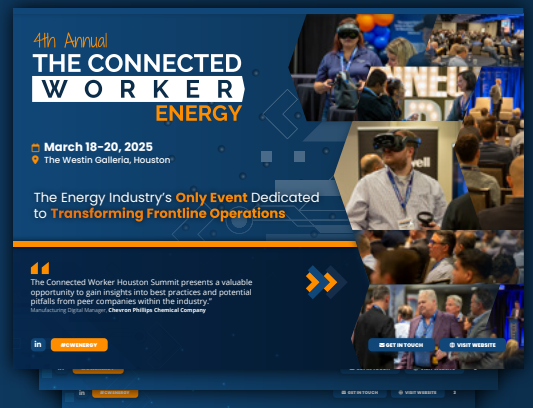 4th Annual
THE CONNECTED
WORKER
ENERGY
March 18-20, 2025
The Westin Galleria, Houston
The Energy Industry's Only Event Dedicated
to Transforming Frontline Operations
The Connected Worker Houston Summit presents a valuable
opportunity to gain insights into best practices and potential
pitfalls from peer companies within the industry."
Manufacturing Digital Manager, Chevron Phillips Chemical Company
in
#CWENERGY
GET IN TOUCH
VISIT WEBSITE